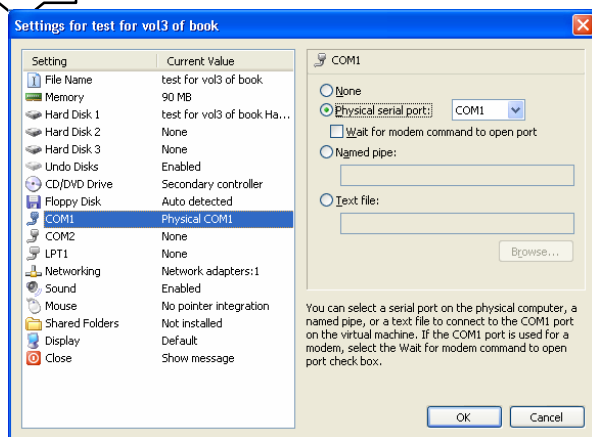 Settings for test for vol3 of book
Setting Current Value
File Name test for vol3 of book
Memory 90 MB
Hard Disk 1 test for vol3 of book Ha...
Hard Disk 2 None
Hard Disk 3 None
Undo Disks Enabled
CD/DVD Drive Secondary controller
Floppy Disk Auto detected
COM1 Physical COM1
COM2 None
LPT1 None
Networking Network adapters:1
Sound Enabled
Mouse No pointer integration
Shared Folders Not installed
Display Default
Close Show message
COM1
None
Physical serial port: COM1
Wait for modem command to open port
Named pipe:
Text file:
Browse...
You can select a serial port on the physical computer, a
named pipe, or a text file to connect to the COM1 port
on the virtual machine. If the COM1 port is used for a
modem, select the Wait for modem command to open
port check box.
OK Cancel